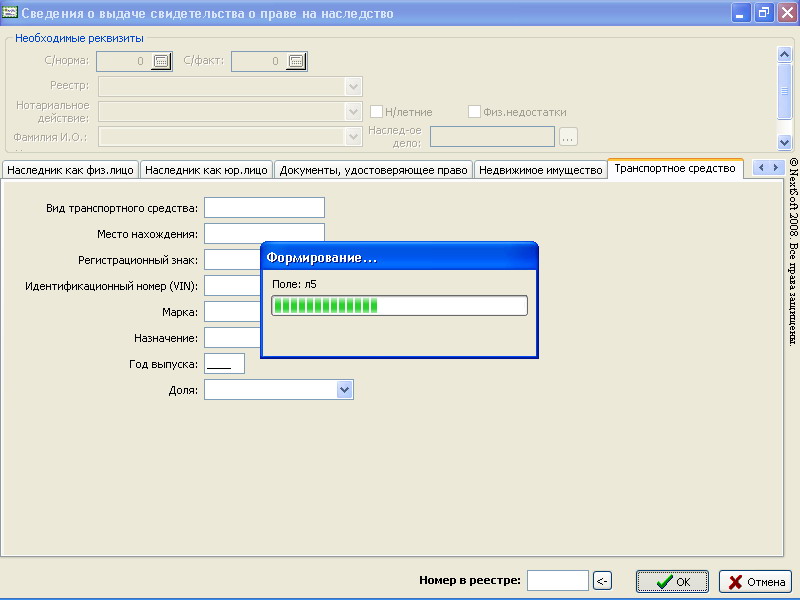 Сведения о выдаче свидетельства о праве на наследство
Необходимые реквизиты
С/норма: 0 С/факт: 0
Реестр:
Нотариальное действие: Н/летние Физ.недостатки
Фамилия И.О.: Наслед-ое дело: ...
Наследник как физ.лицо Наследник как юр.лицо Документы, удостоверяющее право Недвижимое имущество Транспортное средство
Вид транспортного средства:
Место нахождения:
Регистрационный знак:
Идентификационный номер (VIN):
Марка:
Назначение:
Год выпуска: ____
Доля:
Формирование...
Поле: л5
© NextSoft 2008. Все права защищены.
Номер в реестре: <- OK Отмена